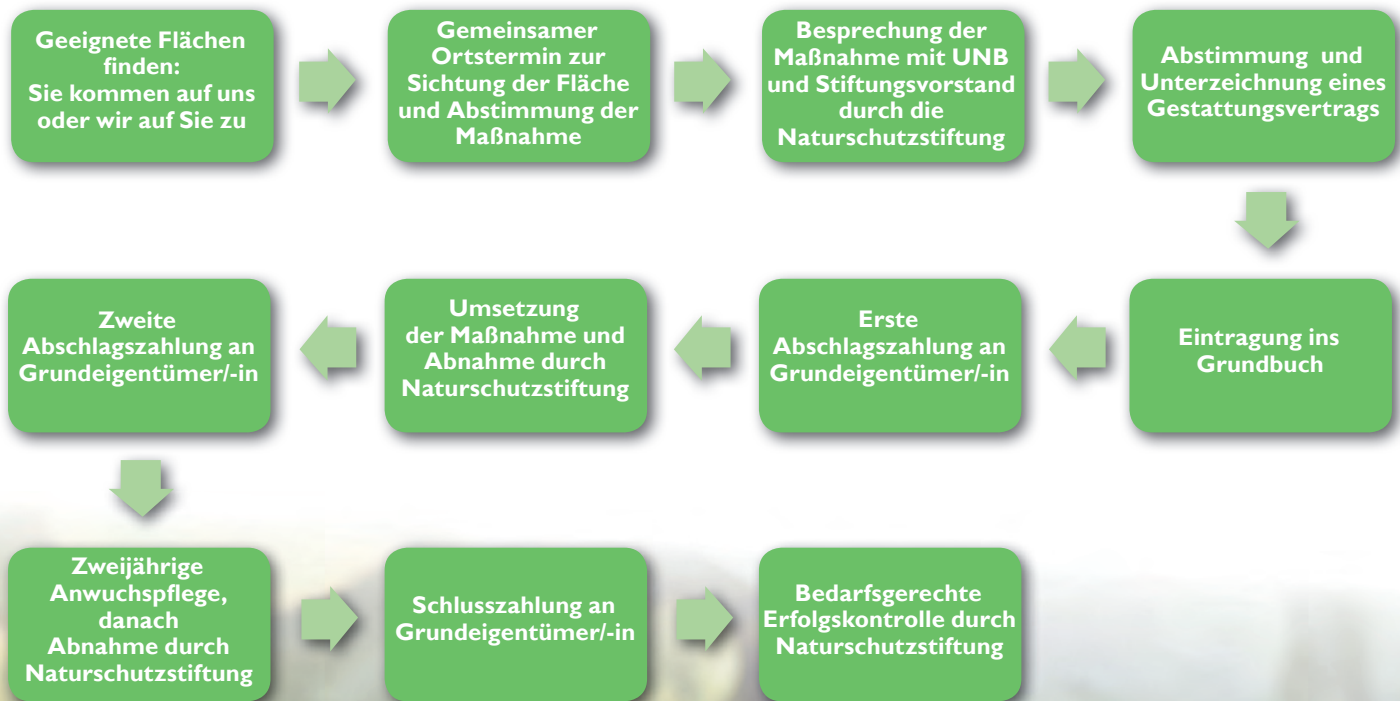 Geeignete Flächen
finden:
Sie kommen auf uns
oder wir auf Sie zu
Gemeinsamer
Ortstermin zur
Sichtung der Fläche
und Abstimmung der
Maßnahme
Besprechung der
Maßnahme mit UNB
und Stiftungsvorstand
durch die
Naturschutzstiftung
Abstimmung und
Unterzeichnung eines
Gestattungsvertrags
Eintragung ins
Grundbuch
Erste
Abschlagszahlung an
Grundeigentümer/-in
Umsetzung
der Maßnahme und
Abnahme durch
Naturschutzstiftung
Zweite
Abschlagszahlung an
Grundeigentümer/-in
Zweijährige
Anwuchspflege,
danach
Abnahme durch
Naturschutzstiftung
Schlusszahlung an
Grundeigentümer/-in
Bedarfsgerechte
Erfolgskontrolle durch
Naturschutzstiftung